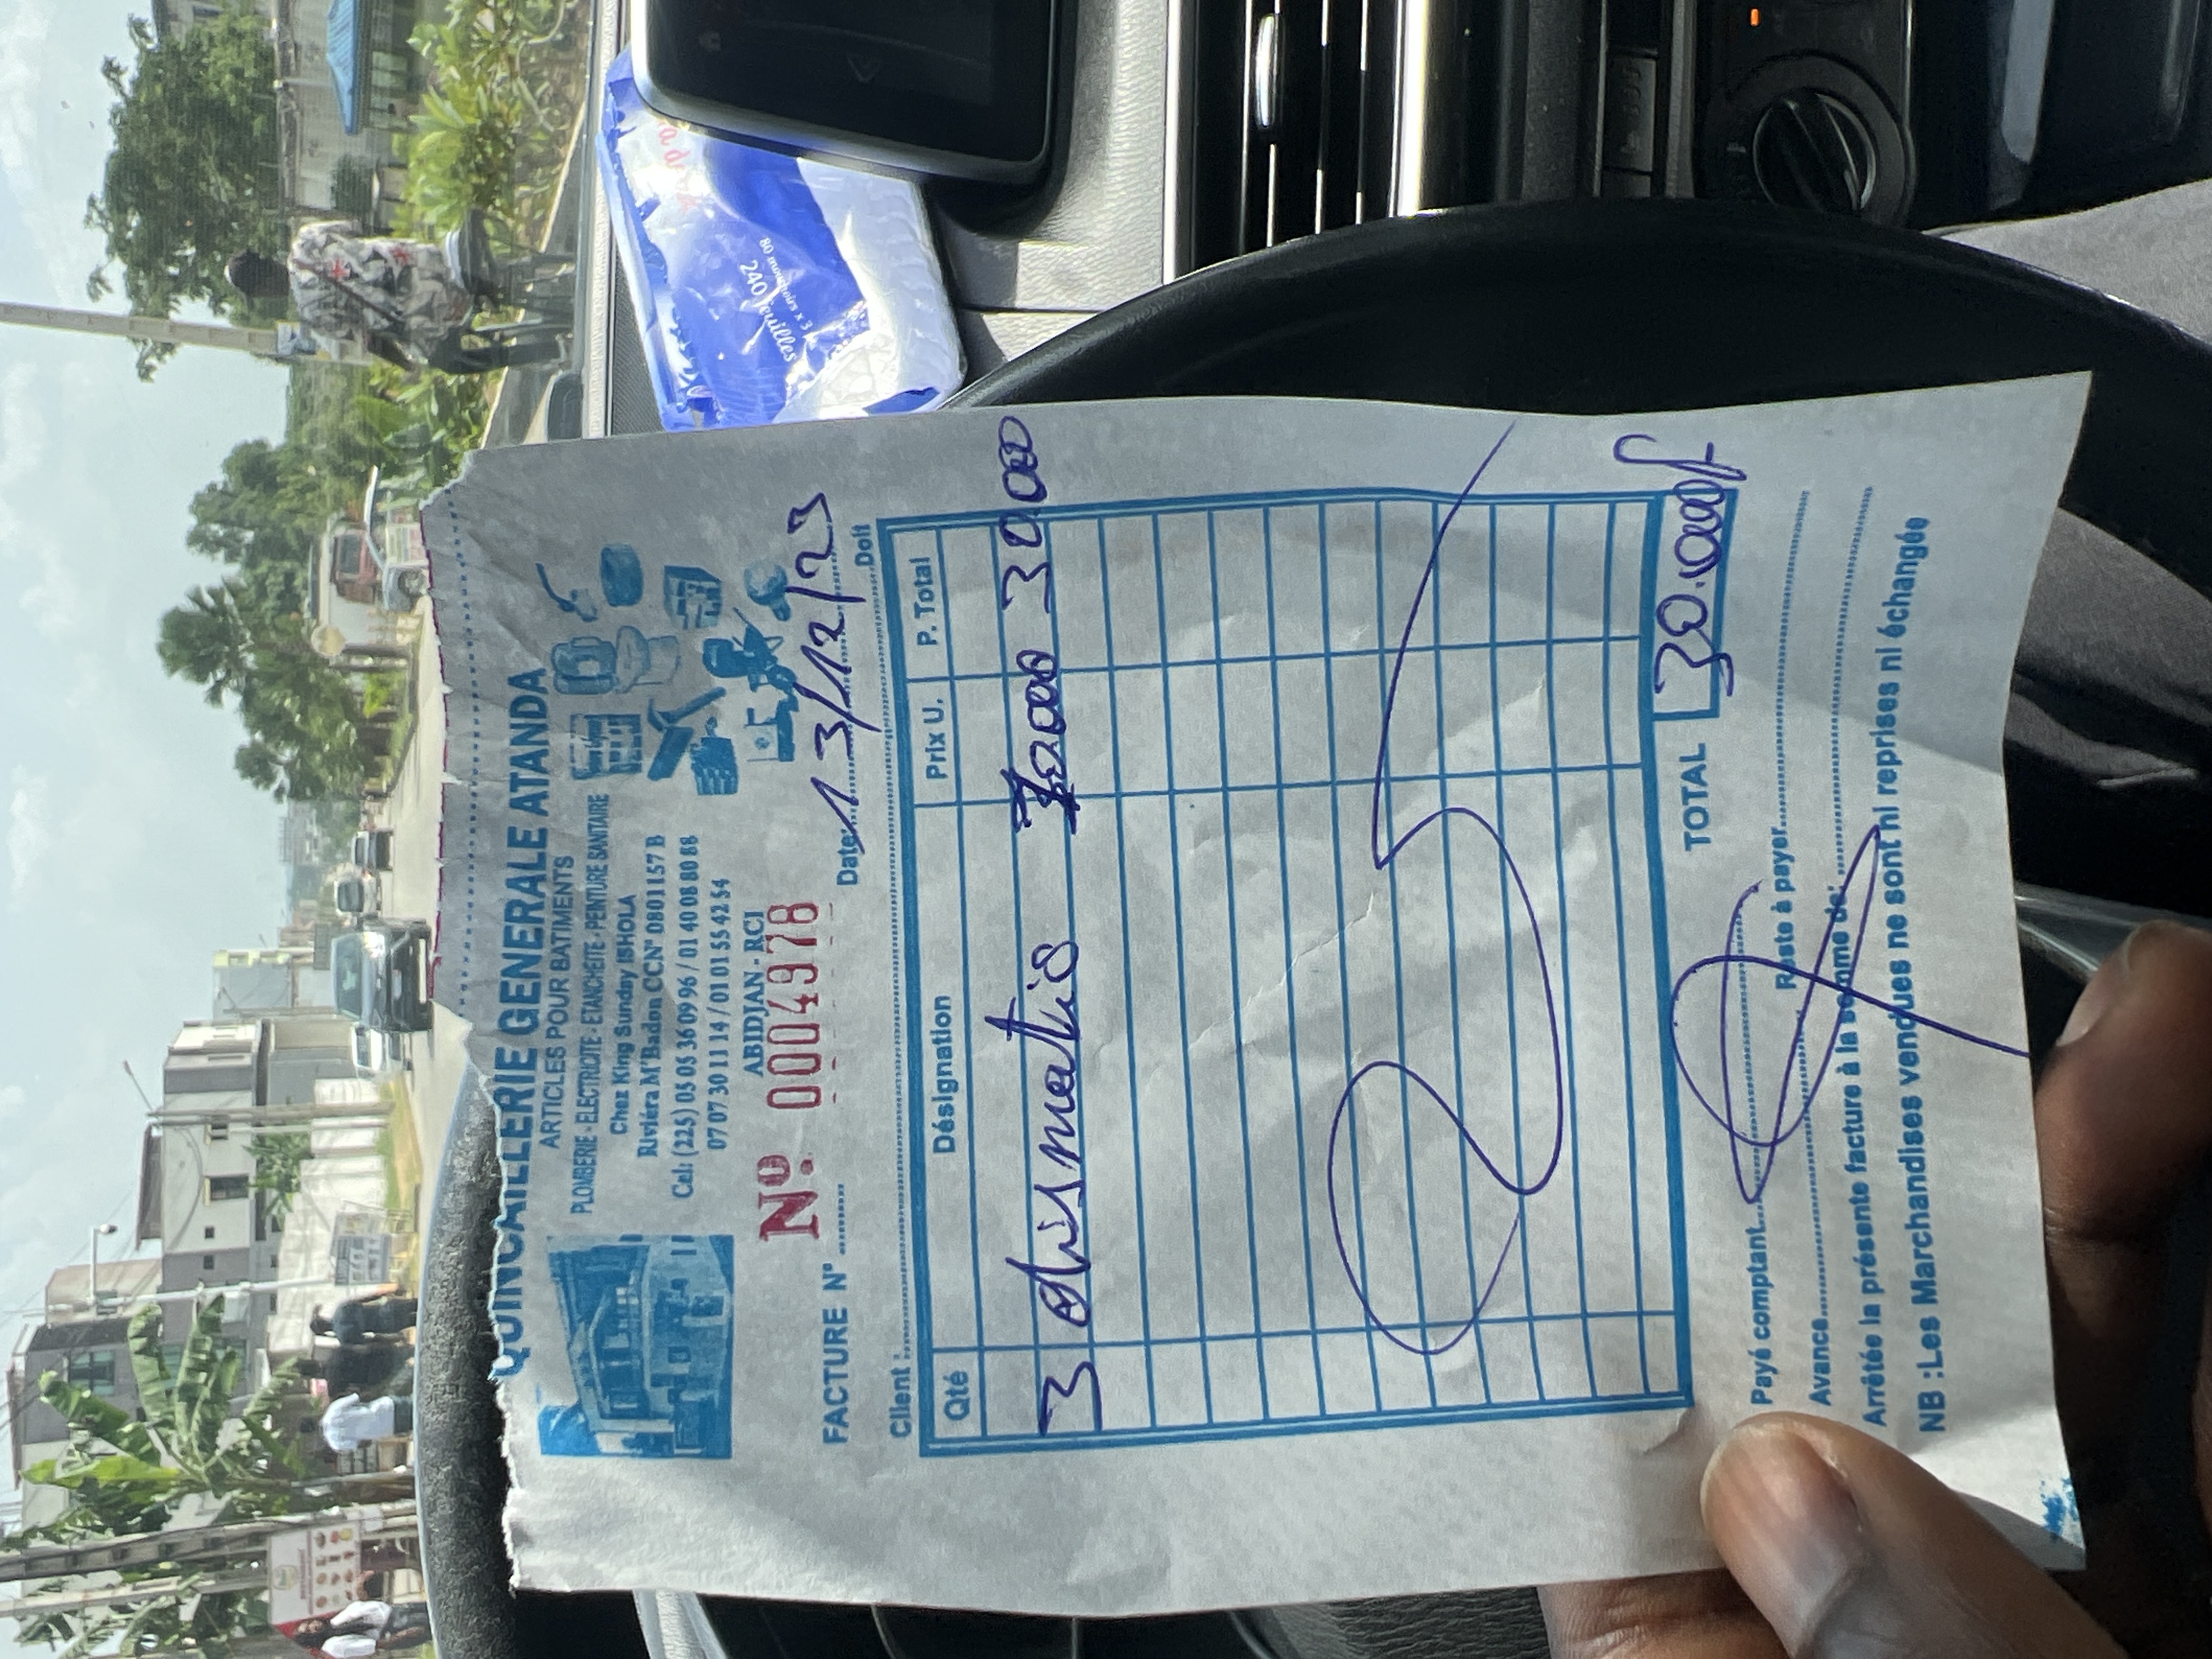 QUINCAILLERIE GENERALE ATANDA
ARTICLES POUR BATIMENTS
PLOMBERIE - ELECTRICITE - ETANCHEITE - PEINTURE SANITAIRE
Chez King Sunday ISHOLA
Riviéra M'Badon CCN° 0801157 B
Cel: (225) 05 05 36 09 96 / 01 40 08 80 88
07 07 30 11 14 / 01 01 55 42 54
ABIDJAN - RCI
Nº 0004978
FACTURE N° ..........
Date: 13/12/23
Doit
Client :
Qté Désignation Prix U. P. Total
3 dismatic 10.000 30.000
TOTAL 30.000f
Payé comptant
Reste à payer
Avance
Arrêtée la présente facture à la somme de:
NB :Les Marchandises vendues ne sont ni reprises ni échangée
80 mouchoirs x 3
240 feuilles
RESTAURANT